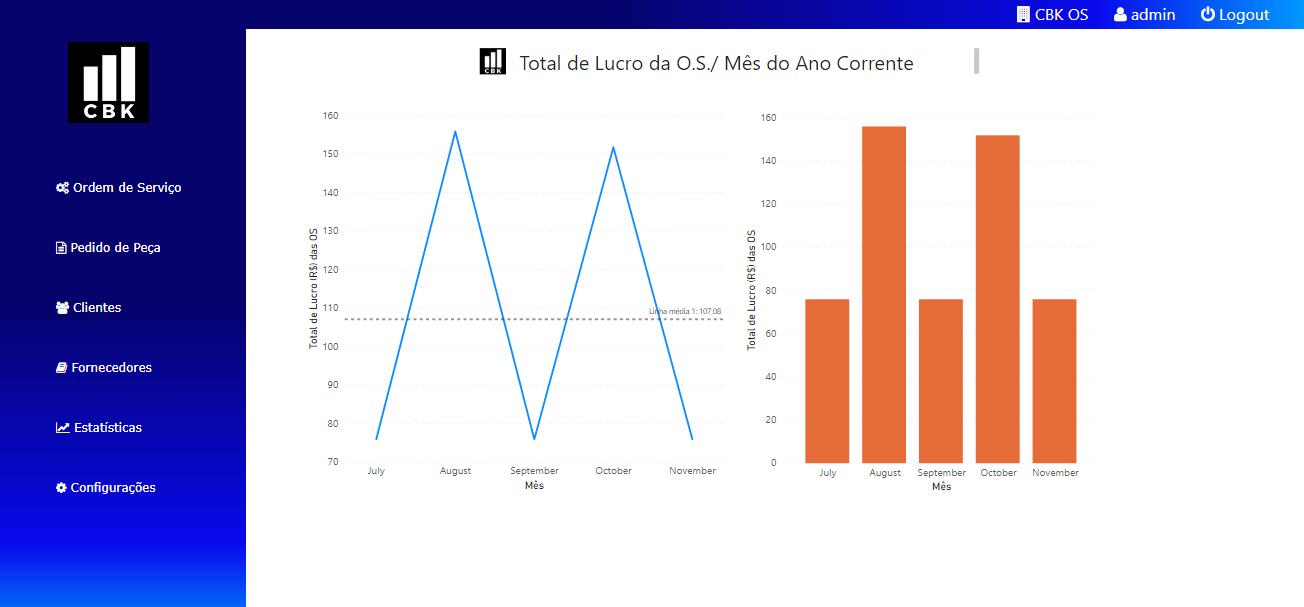 CBK OS admin Logout
CBK
CBK Total de Lucro da O.S./ Mês do Ano Corrente
Ordem de Serviço
Pedido de Peça
Clientes
Fornecedores
Estatísticas
Configurações
Total de Lucro (R$) das OS
160
150
140
130
120
110
100
90
80
70
Linha média 1: 107,08
July August September October November
Mês
Total de Lucro (R$) das OS
160
140
120
100
80
60
40
20
0
July August September October November
Mês